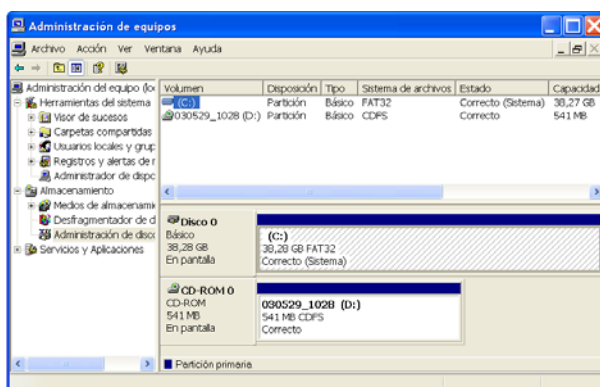 Administración de equipos
Archivo Acción Ver Ventana Ayuda
Administración del equipo (loc
Herramientas del sistema
Visor de sucesos
Carpetas compartidas
Usuarios locales y grup
Registros y alertas de r
Administrador de dispc
Almacenamiento
Medios de almacenami
Desfragmentador de d
Administración de disco
Servicios y Aplicaciones
Volumen Disposición Tipo Sistema de archivos Estado Capacidad
(C:) Partición Básico FAT32 Correcto (Sistema) 38,27 GB
030529_1028 (D:) Partición Básico CDFS Correcto 541 MB
Disco 0
Básico
38,28 GB
En pantalla
(C:)
38,28 GB FAT32
Correcto (Sistema)
CD-ROM 0
CD-ROM
541 MB
En pantalla
030529_1028 (D:)
541 MB CDFS
Correcto
Partición primaria